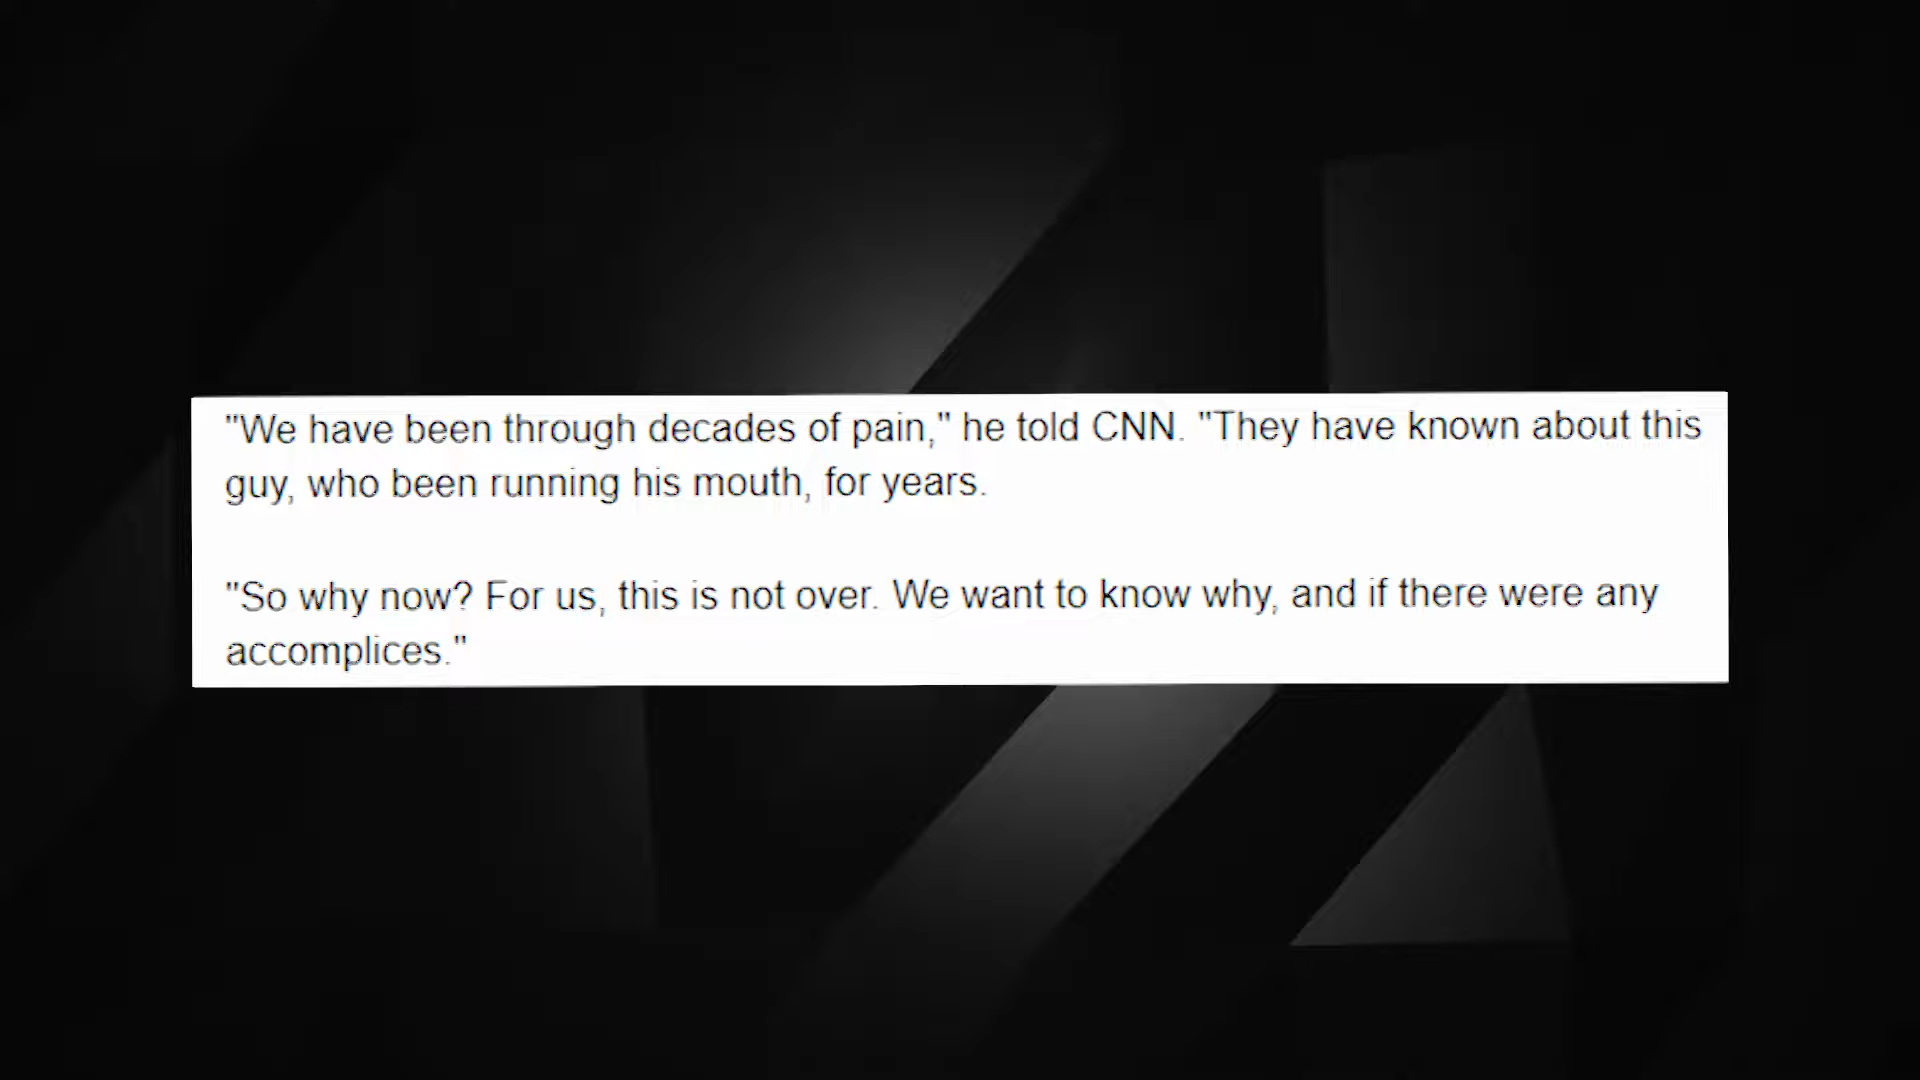 "We have been through decades of pain," he told CNN. "They have known about this
guy, who been running his mouth, for years.
"So why now? For us, this is not over. We want to know why, and if there were any
accomplices."